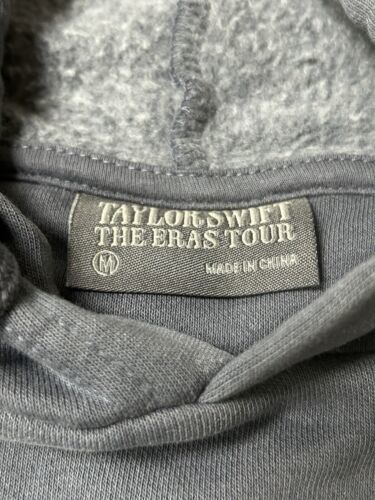 TAYLOR SWIFT
THE ERAS TOUR
M MADE IN CHINA